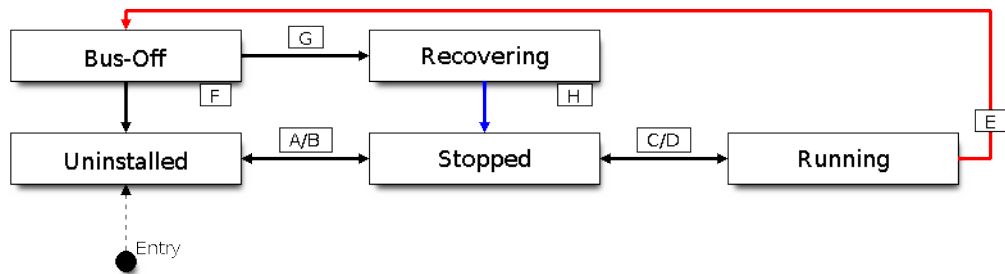 G
Bus-Off
Recovering
F
H
E
A/B
C/D
Uninstalled
Stopped
Running
Entry